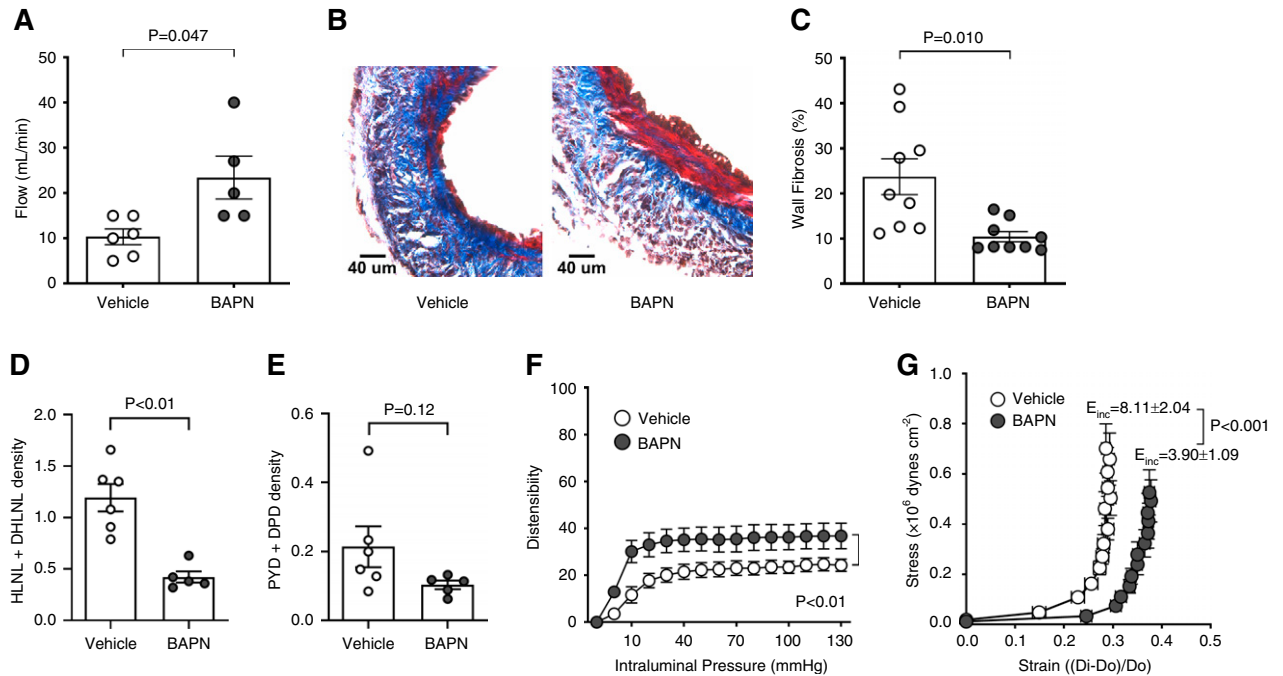 A
P=0.047
50
40
30
20
10
0
Flow (mL/min)
Vehicle
BAPN
B
40 um
40 um
Vehicle
BAPN
C
P=0.010
50
40
30
20
10
0
Wall Fibrosis (%)
Vehicle
BAPN
D
P<0.01
2.0
1.5
1.0
0.5
0.0
HLNL + DHLNL density
Vehicle
BAPN
E
P=0.12
0.6
0.4
0.2
0.0
PYD + DPD density
Vehicle
BAPN
F
100
80
60
40
20
0
Distensibiity
Vehicle
BAPN
P<0.01
10 40 70 100 130
Intraluminal Pressure (mmHg)
G
1.0
0.8
0.6
0.4
0.2
0.0
Stress (×10⁶ dynes cm⁻²)
Vehicle
BAPN
Einc=8.11±2.04
P<0.001
Einc=3.90±1.09
0.0 0.1 0.2 0.3 0.4 0.5
Strain ((Di-Do)/Do)